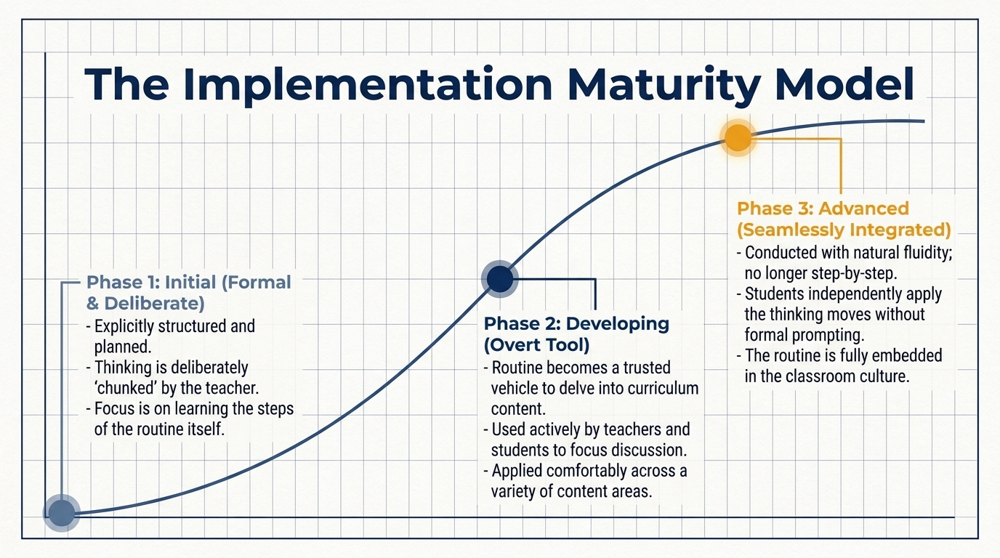 The Implementation Maturity Model
Phase 1: Initial (Formal
& Deliberate)
- Explicitly structured and
planned.
- Thinking is deliberately
‘chunked’ by the teacher.
- Focus is on learning the steps
of the routine itself.
Phase 2: Developing
(Overt Tool)
- Routine becomes a trusted
vehicle to delve into curriculum
content.
- Used actively by teachers and
students to focus discussion.
- Applied comfortably across a
variety of content areas.
Phase 3: Advanced
(Seamlessly Integrated)
- Conducted with natural fluidity;
no longer step-by-step.
- Students independently apply
the thinking moves without
formal prompting.
- The routine is fully embedded
in the classroom culture.